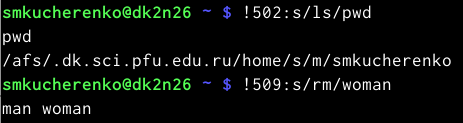 smkucherenko@dk2n26 ~ $ !502:s/ls/pwd
pwd
/afs/.dk.sci.pfu.edu.ru/home/s/m/smkucherenko
smkucherenko@dk2n26 ~ $ !509:s/rm/woman
man woman